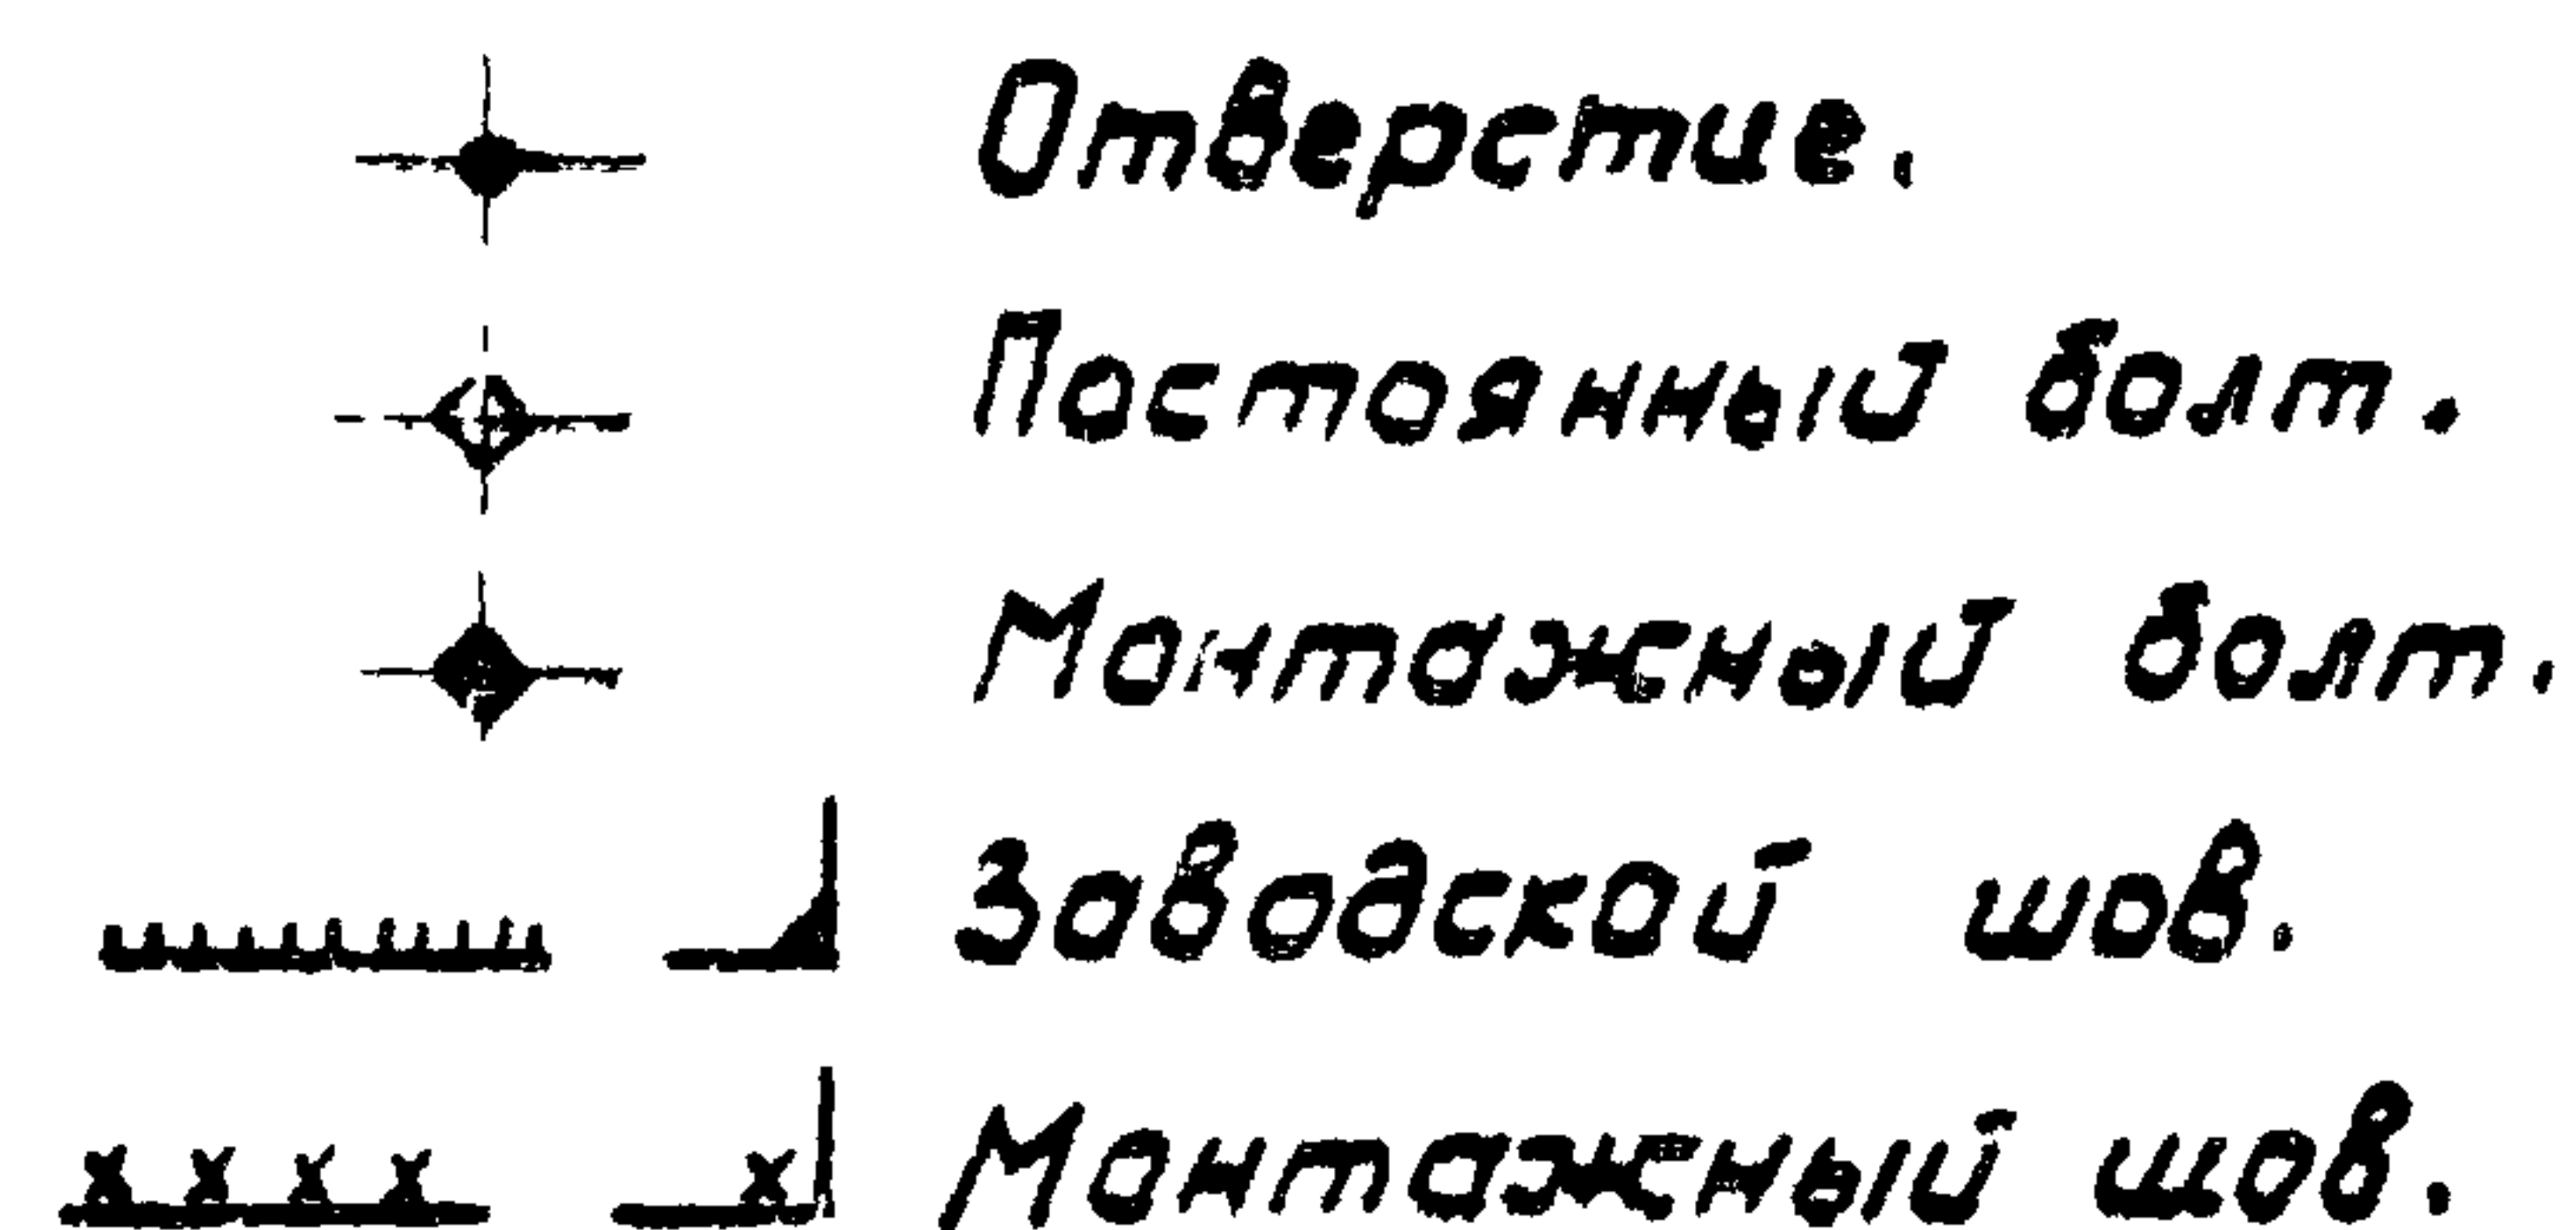 Отверстие.
Постоянный болт.
Монтажный болт.
Заводской шов.
Монтажный шов.